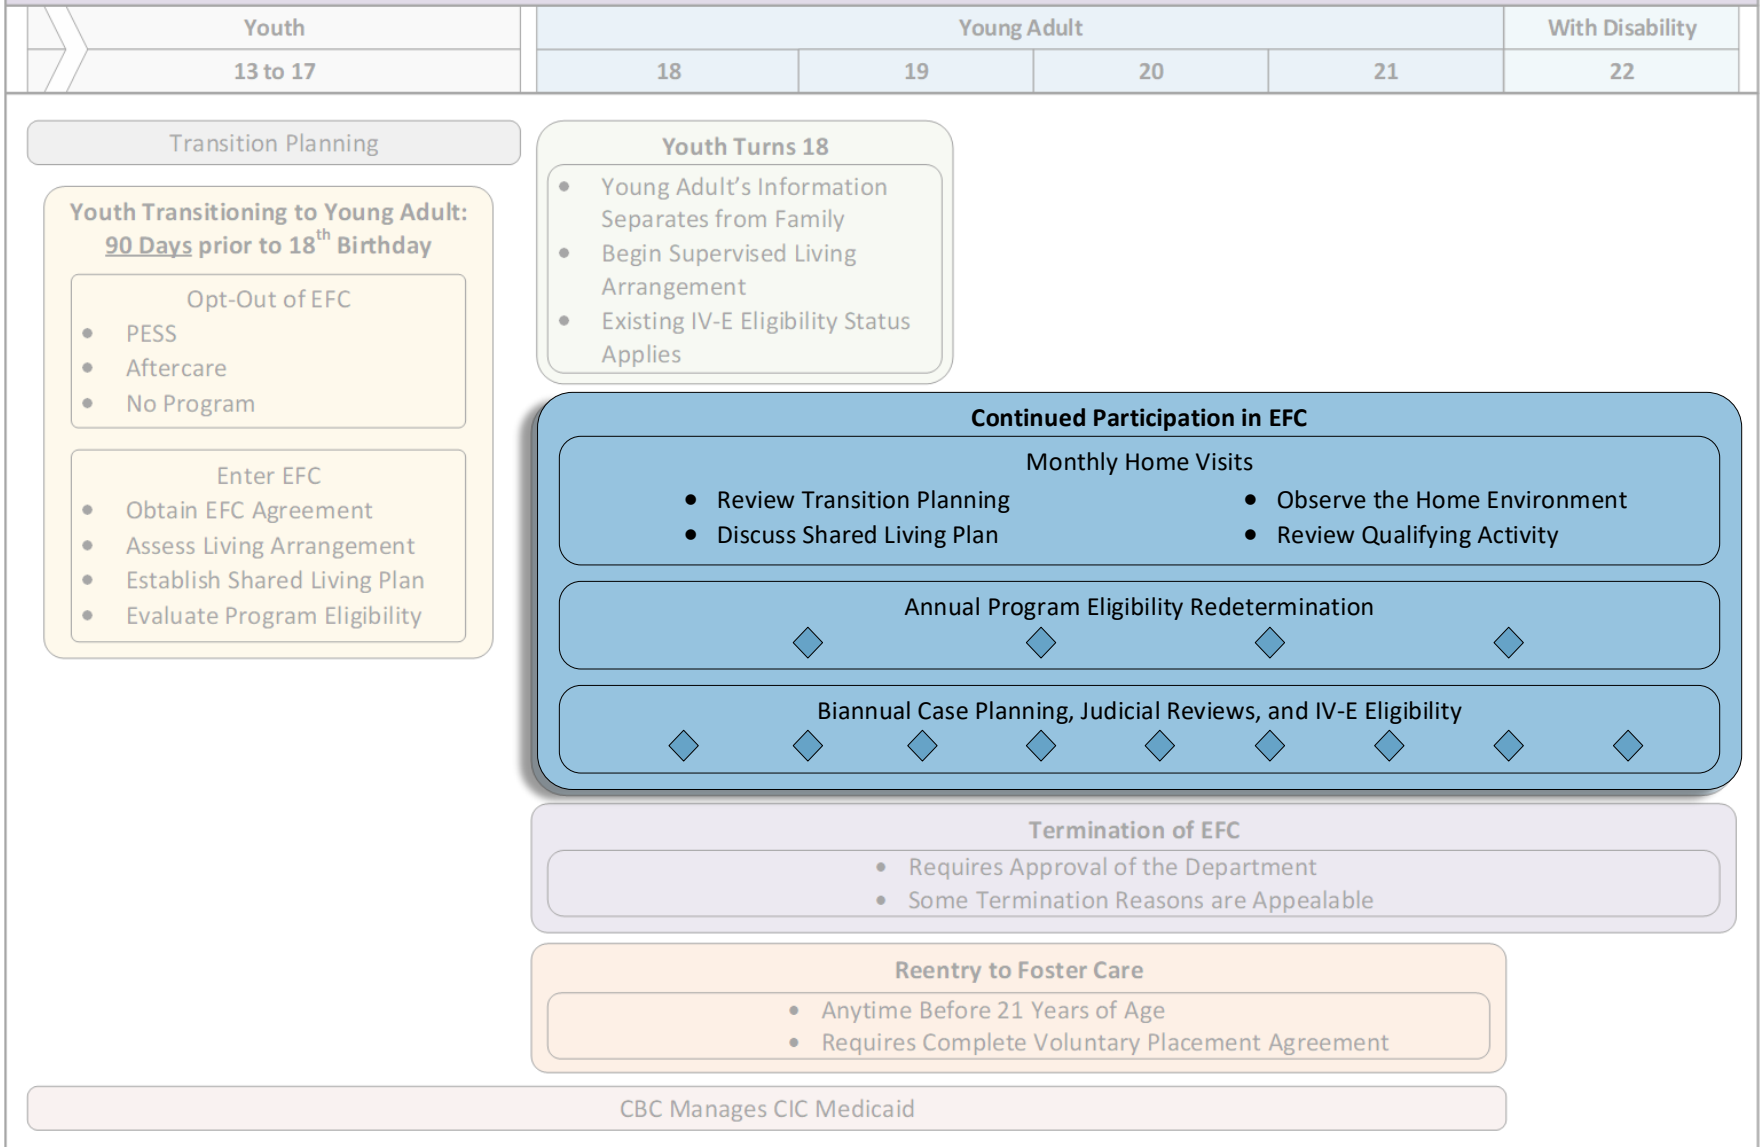 Youth
Young Adult
With Disability
13 to 17
18
19
20
21
22
Transition Planning
Youth Transitioning to Young Adult:
90 Days prior to 18th Birthday
Opt-Out of EFC
• PESS
• Aftercare
• No Program
Enter EFC
• Obtain EFC Agreement
• Assess Living Arrangement
• Establish Shared Living Plan
• Evaluate Program Eligibility
Youth Turns 18
• Young Adult’s Information
Separates from Family
• Begin Supervised Living
Arrangement
• Existing IV-E Eligibility Status
Applies
Continued Participation in EFC
Monthly Home Visits
• Review Transition Planning
• Discuss Shared Living Plan
• Observe the Home Environment
• Review Qualifying Activity
Annual Program Eligibility Redetermination
Biannual Case Planning, Judicial Reviews, and IV-E Eligibility
Termination of EFC
• Requires Approval of the Department
• Some Termination Reasons are Appealable
Reentry to Foster Care
• Anytime Before 21 Years of Age
• Requires Complete Voluntary Placement Agreement
CBC Manages CIC Medicaid